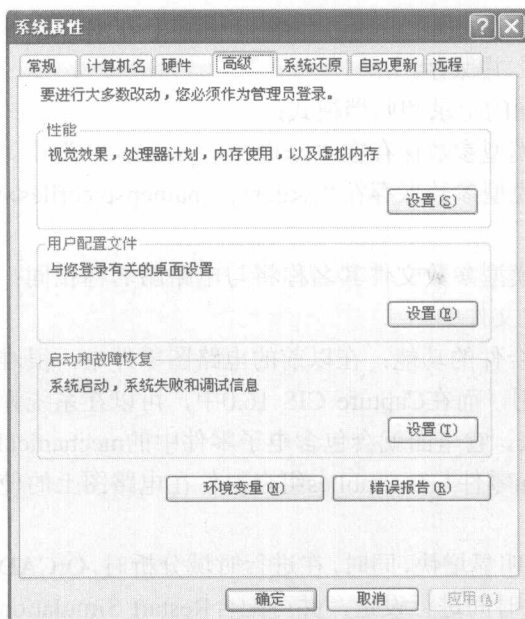 系统属性
常规 计算机名 硬件 高级 系统还原 自动更新 远程
要进行大多数改动，您必须作为管理员登录。
性能
视觉效果，处理器计划，内存使用，以及虚拟内存
设置(S)
用户配置文件
与您登录有关的桌面设置
设置(E)
启动和故障恢复
系统启动，系统失败和调试信息
设置(T)
环境变量(N) 错误报告(R)
确定 取消 应用(A)